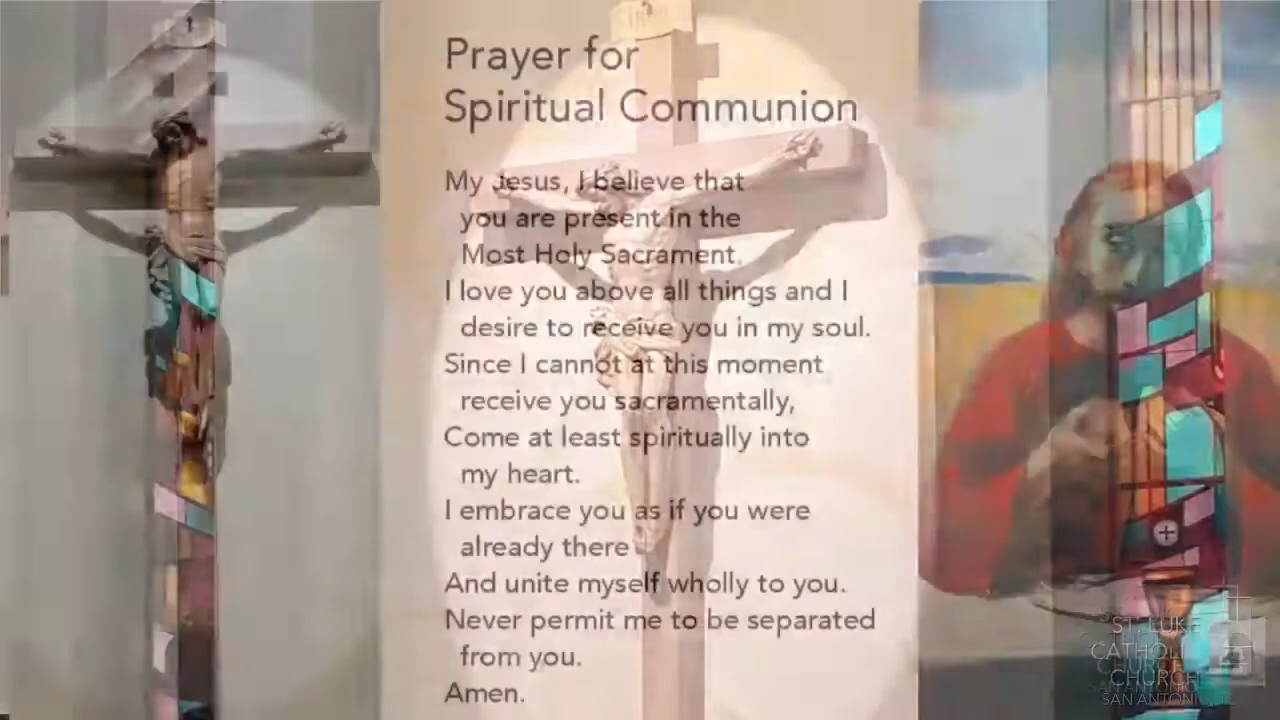 Prayer for
Spiritual Communion
My Jesus, I believe that
you are present in the
Most Holy Sacrament.
I love you above all things and I
desire to receive you in my soul.
Since I cannot at this moment
receive you sacramentally,
Come at least spiritually into
my heart.
I embrace you as if you were
already there
And unite myself wholly to you.
Never permit me to be separated
from you.
Amen.
ST. LUKE
CATHOLIC
CHURCH
SAN ANTONIO